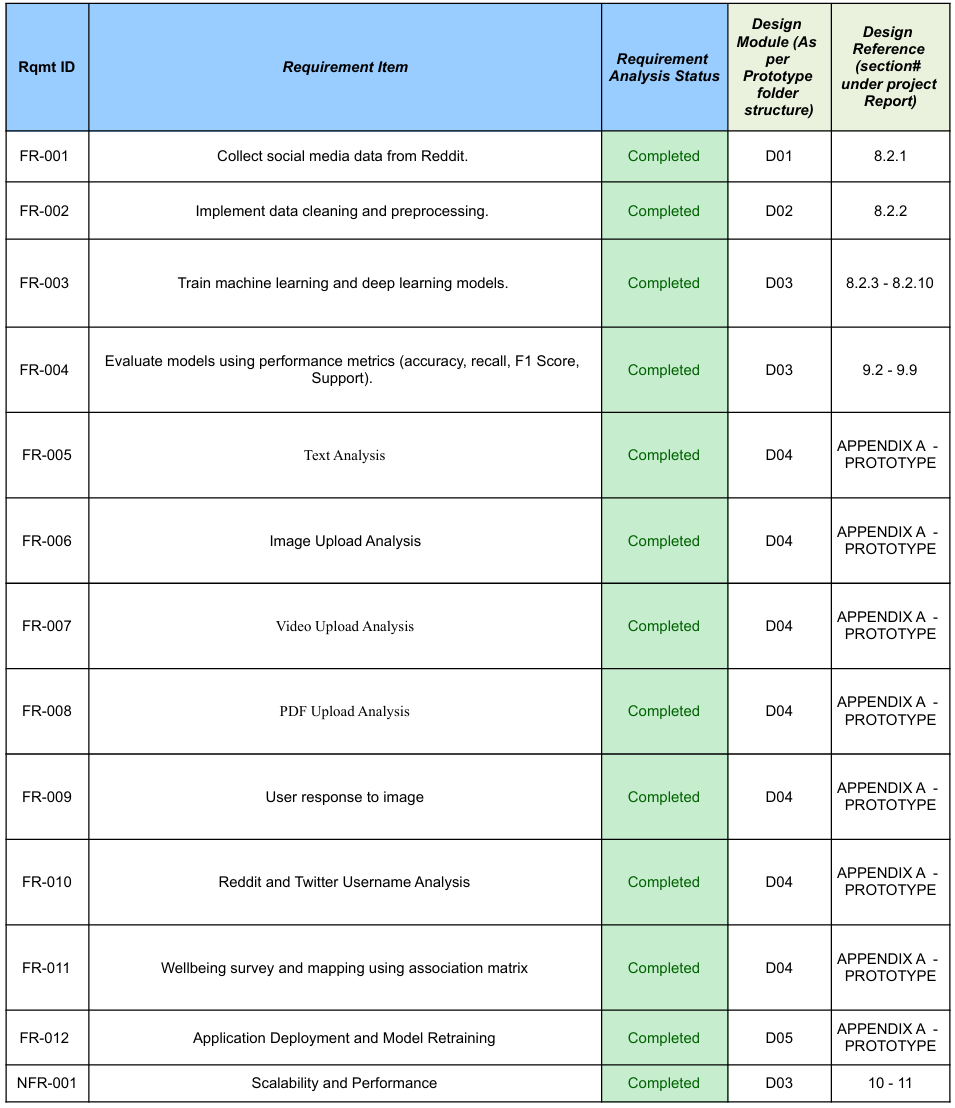 Rqmt ID
Requirement Item
Requirement
Analysis Status
Design
Module (As
per
Prototype
folder
structure)
Design
Reference
(section#
under project
Report)
FR-001
Collect social media data from Reddit.
Completed
D01
8.2.1
FR-002
Implement data cleaning and preprocessing.
Completed
D02
8.2.2
FR-003
Train machine learning and deep learning models.
Completed
D03
8.2.3 - 8.2.10
FR-004
Evaluate models using performance metrics (accuracy, recall, F1 Score,
Support).
Completed
D03
9.2 - 9.9
FR-005
Text Analysis
Completed
D04
APPENDIX A -
PROTOTYPE
FR-006
Image Upload Analysis
Completed
D04
APPENDIX A -
PROTOTYPE
FR-007
Video Upload Analysis
Completed
D04
APPENDIX A -
PROTOTYPE
FR-008
PDF Upload Analysis
Completed
D04
APPENDIX A -
PROTOTYPE
FR-009
User response to image
Completed
D04
APPENDIX A -
PROTOTYPE
FR-010
Reddit and Twitter Username Analysis
Completed
D04
APPENDIX A -
PROTOTYPE
FR-011
Wellbeing survey and mapping using association matrix
Completed
D04
APPENDIX A -
PROTOTYPE
FR-012
Application Deployment and Model Retraining
Completed
D05
APPENDIX A -
PROTOTYPE
NFR-001
Scalability and Performance
Completed
D03
10 - 11